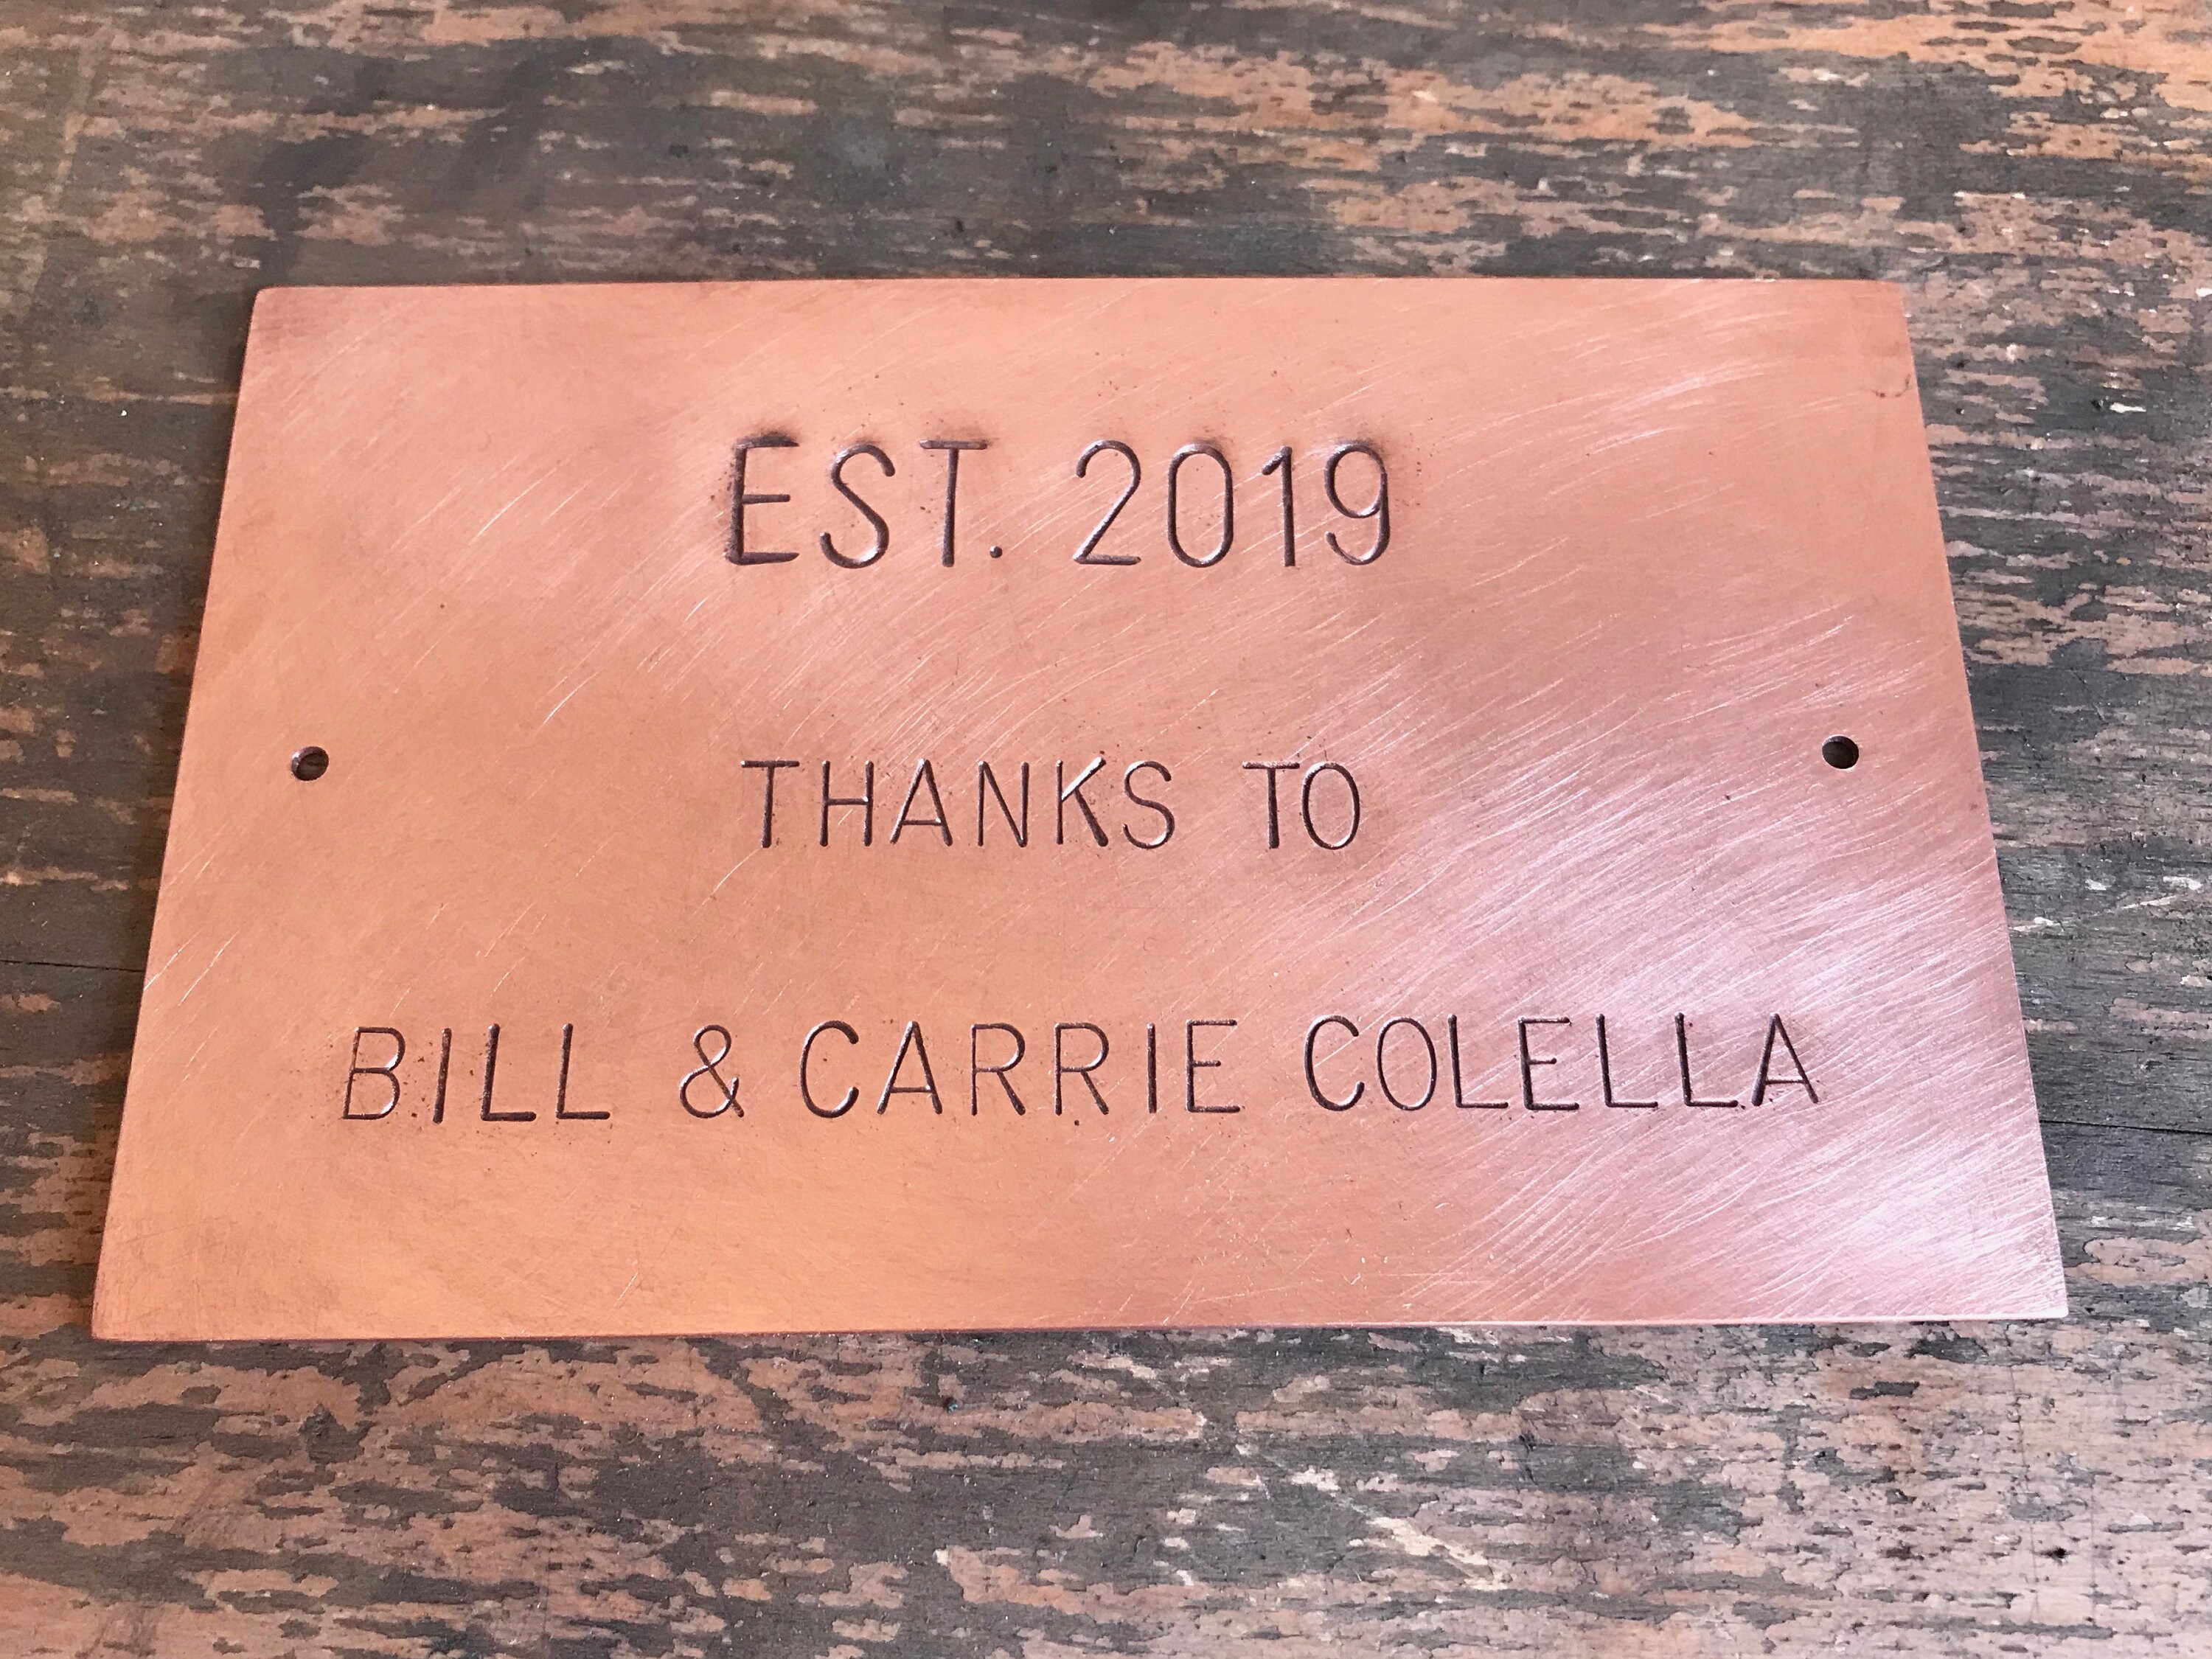 EST. 2019
THANKS TO
BILL & CARRIE COLELLA